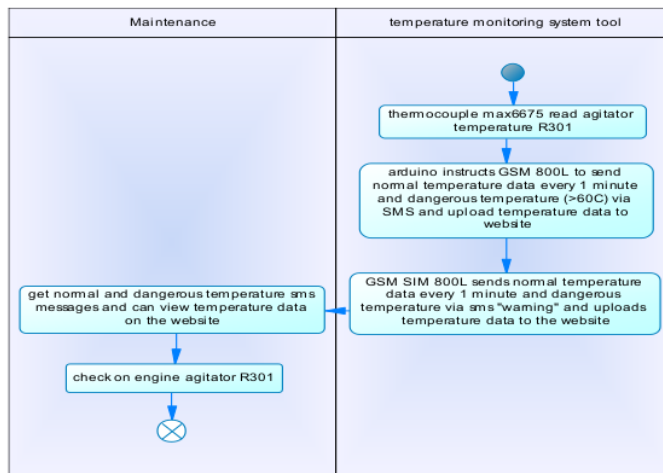 Maintenance
temperature monitoring system tool
thermocouple max6675 read agitator
temperature R301
arduino instructs GSM 800L to send
normal temperature data every 1 minute
and dangerous temperature (>60C) via
SMS and upload temperature data to
website
GSM SIM 800L sends normal temperature
data every 1 minute and dangerous
temperature via sms "warning" and uploads
temperature data to the website
get normal and dangerous temperature sms
messages and can view temperature data
on the website
check on engine agitator R301